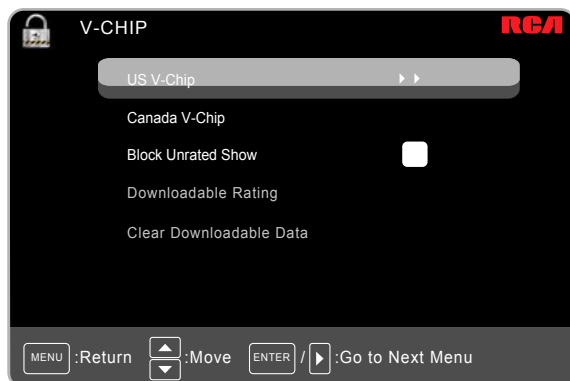 V-CHIP
RCA
US V-Chip
Canada V-Chip
Block Unrated Show
Downloadable Rating
Clear Downloadable Data
MENU :Return :Move ENTER / :Go to Next Menu